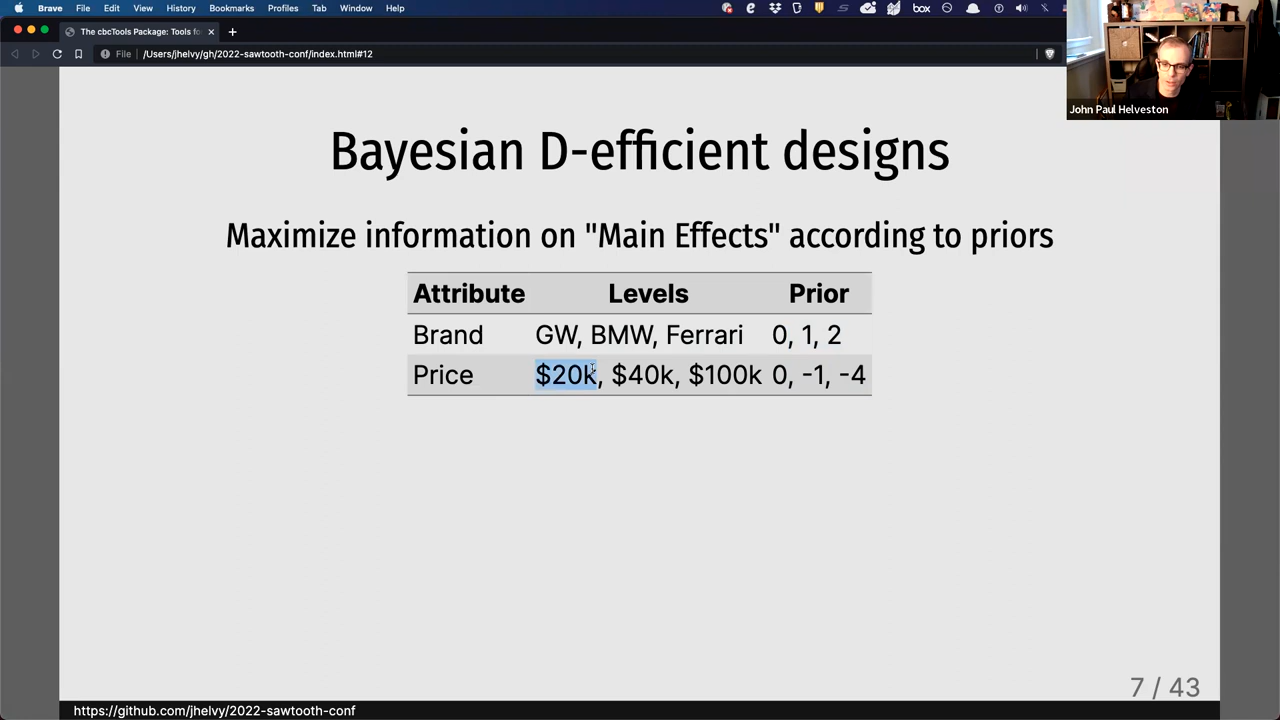 Brave File Edit View History Bookmarks Profiles Tab Window Help
box
The cbcTools Package: Tools fo
File /Users/jhelvy/gh/2022-sawtooth-conf/index.html#12
John Paul Helveston
Bayesian D-efficient designs
Maximize information on "Main Effects" according to priors
Attribute Levels Prior
Brand GW, BMW, Ferrari 0, 1, 2
Price $20k, $40k, $100k 0, -1, -4
7 / 43
https://github.com/jhelvy/2022-sawtooth-conf